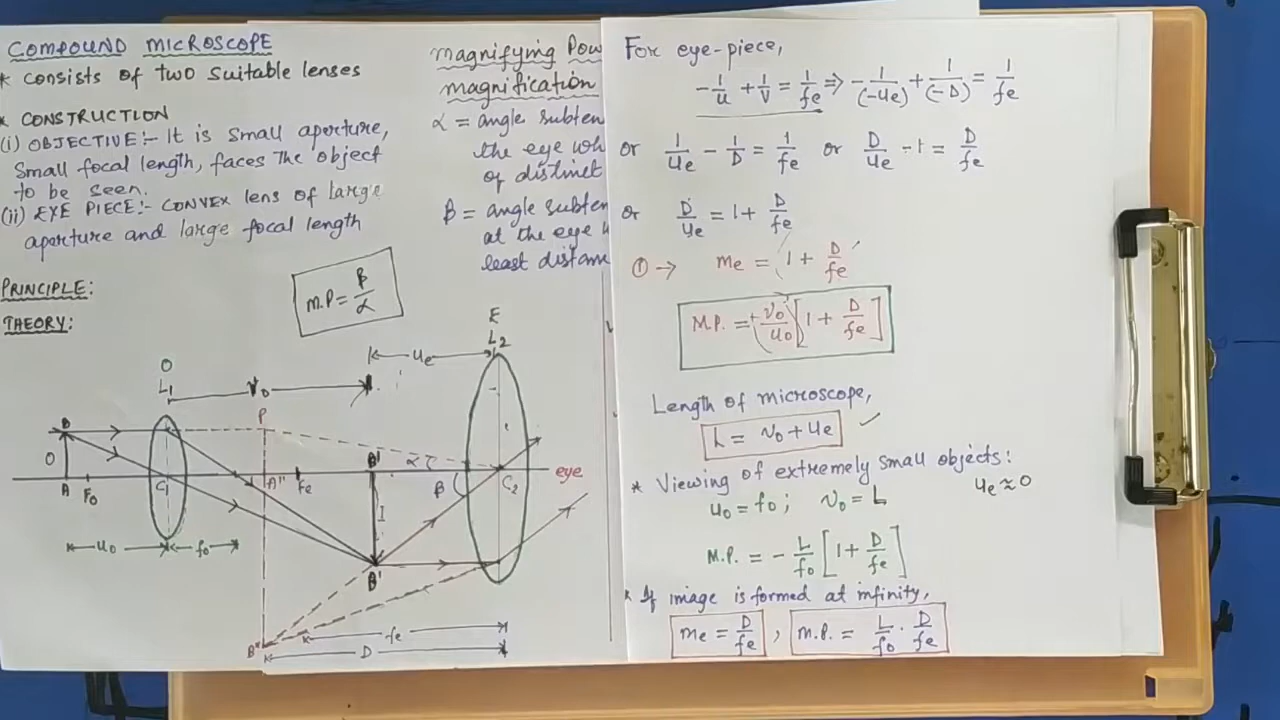 COMPOUND MICROSCOPE
* consists of two suitable lenses
* CONSTRUCTION
(i) OBJECTIVE:- It is small aperture,
small focal length, faces the object
to be seen.
(ii) EYE PIECE:- CONVEX lens of large
aperture and large focal length
PRINCIPLE:
M.P = β/α
THEORY:
magnifying Pow
magnification
α = angle subten
the eye wh
of distinct
β = angle subten
at the eye w
least distan
E
L2
ue
O
L1
v0
B
P
O
A
F0
C1
A"
Fe
B'
α
β
C2
eye
I
u0
f0
B'
B"
fe
D
For eye-piece,
-1/u + 1/v = 1/fe ⇒ -1/(-ue) + 1/(-D) = 1/fe
or 1/ue - 1/D = 1/fe or D/ue - 1 = D/fe
or D/ue = 1 + D/fe
① → me = 1 + D/fe
M.P. = + v0/u0 [1 + D/fe]
Length of microscope,
L = v0 + ue
* Viewing of extremely small objects:
u0 = f0; v0 = L ue ≈ 0
M.P. = - L/f0 [1 + D/fe]
* If image is formed at infinity,
me = D/fe , M.P. = L/f0 . D/fe